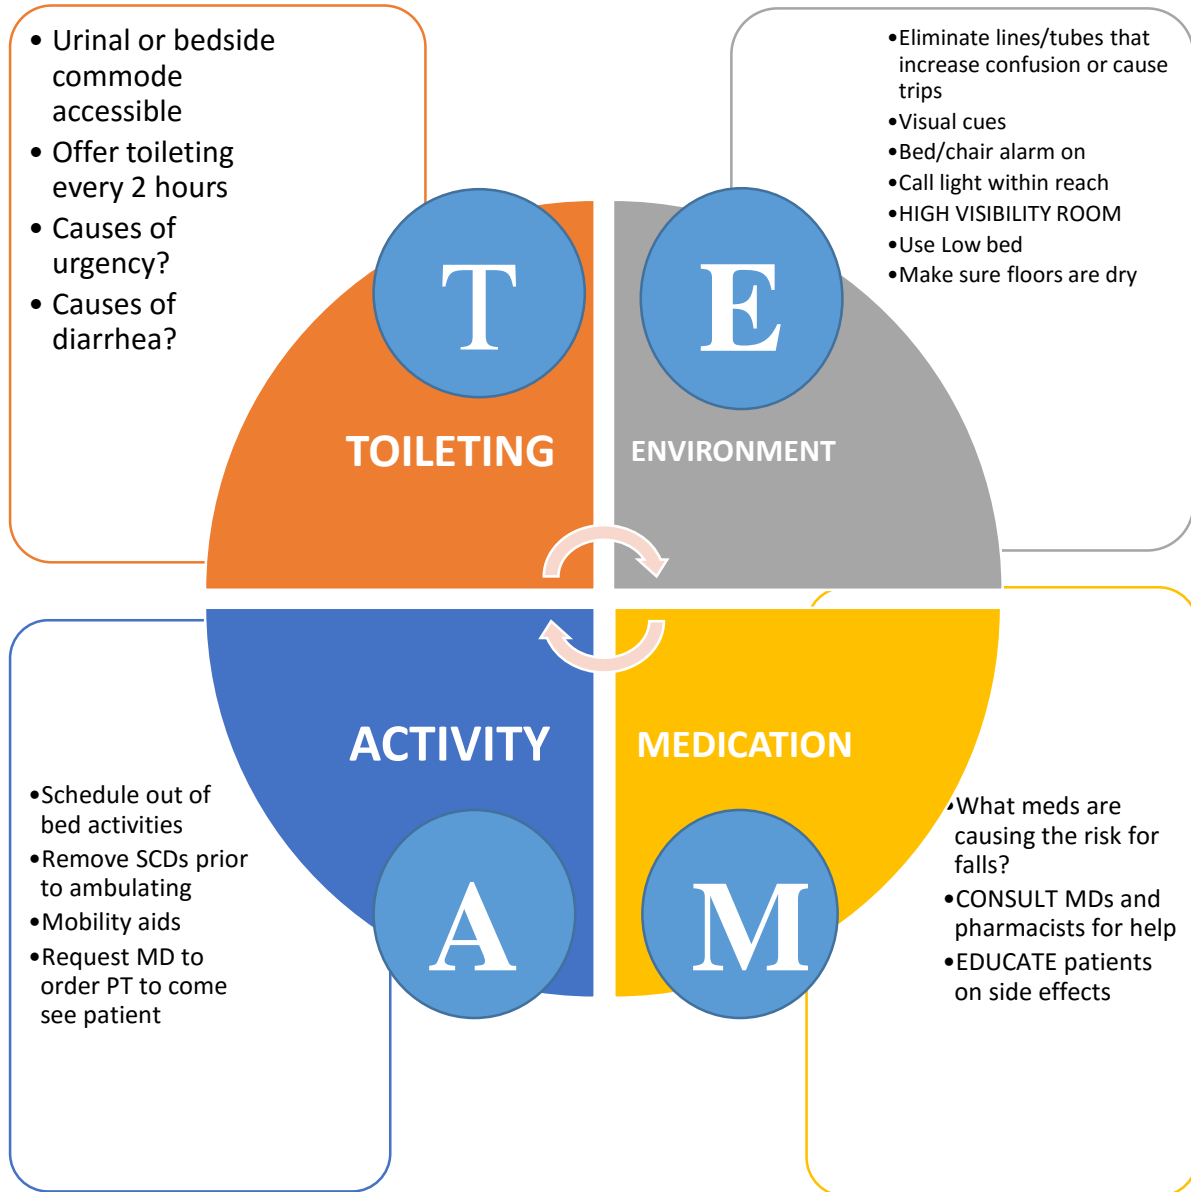 • Urinal or bedside
commode
accessible
• Offer toileting
every 2 hours
• Causes of
urgency?
• Causes of
diarrhea?
•Eliminate lines/tubes that
increase confusion or cause
trips
•Visual cues
•Bed/chair alarm on
•Call light within reach
•HIGH VISIBILITY ROOM
•Use Low bed
•Make sure floors are dry
T
E
TOILETING
ENVIRONMENT
ACTIVITY
MEDICATION
•Schedule out of
bed activities
•Remove SCDs prior
to ambulating
•Mobility aids
•Request MD to
order PT to come
see patient
A
M
•What meds are
causing the risk for
falls?
•CONSULT MDs and
pharmacists for help
•EDUCATE patients
on side effects